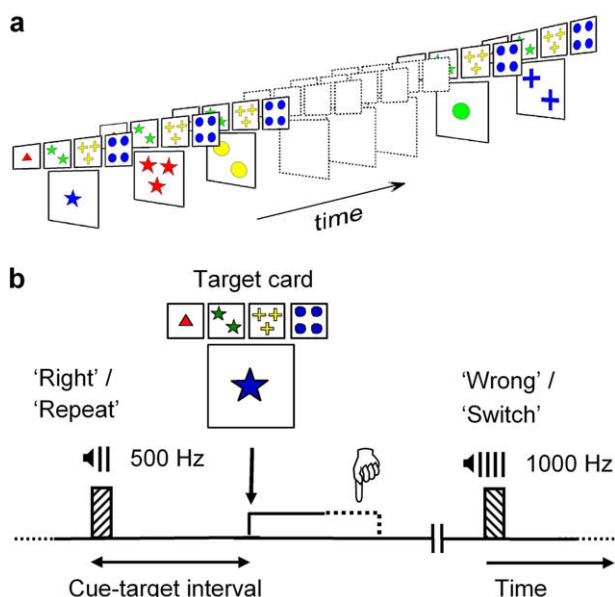 a
time
b
Target card
'Right' /
'Repeat'
500 Hz
'Wrong' /
'Switch'
1000 Hz
Cue-target interval
Time